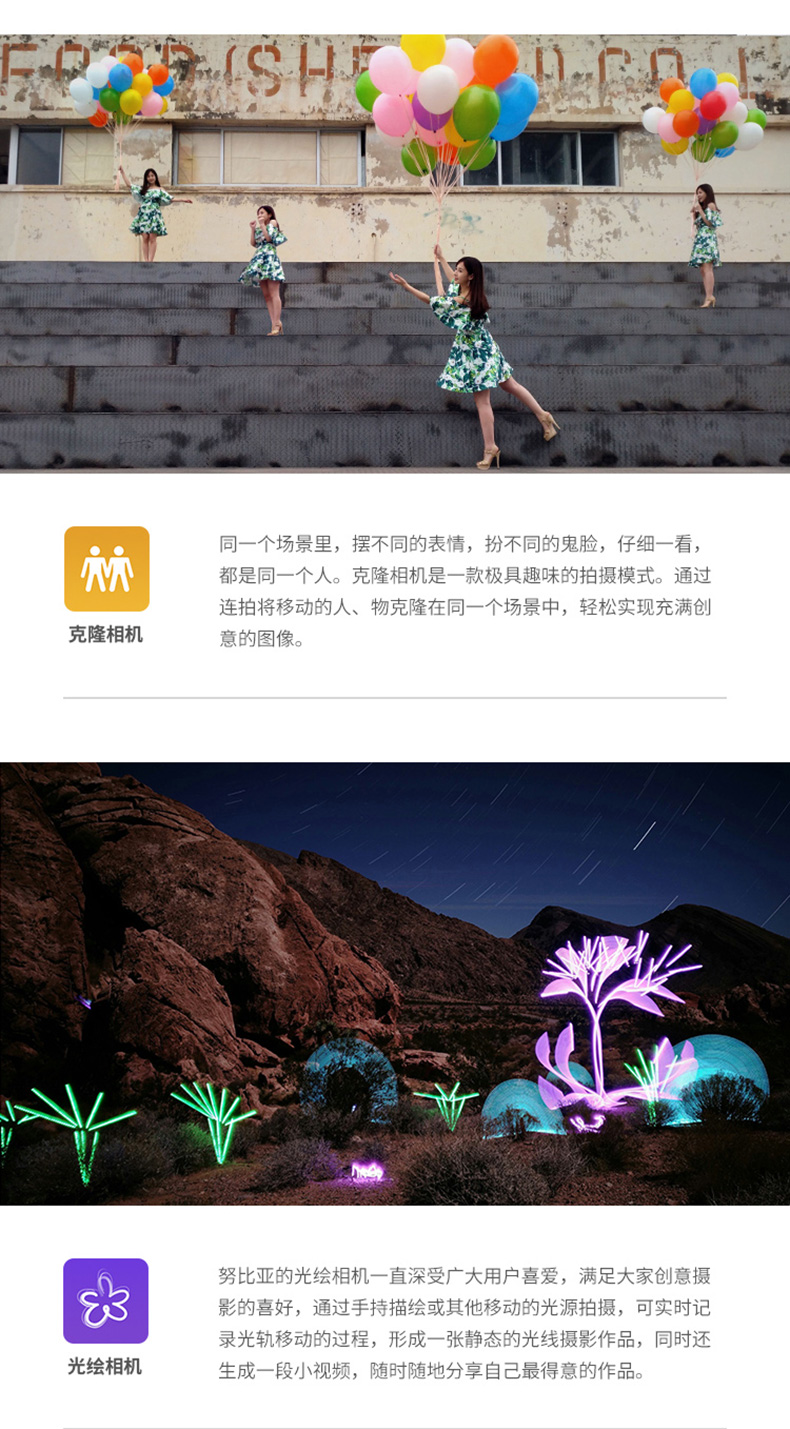 FOOD (SH
D CO. L
同一个场景里，摆不同的表情，扮不同的鬼脸，仔细一看，
都是同一个人。克隆相机是一款极具趣味的拍摄模式。通过
连拍将移动的人、物克隆在同一个场景中，轻松实现充满创
意的图像。
克隆相机
努比亚的光绘相机一直深受广大用户喜爱，满足大家创意摄
影的喜好，通过手持描绘或其他移动的光源拍摄，可实时记
录光轨移动的过程，形成一张静态的光线摄影作品，同时还
生成一段小视频，随时随地分享自己最得意的作品。
光绘相机